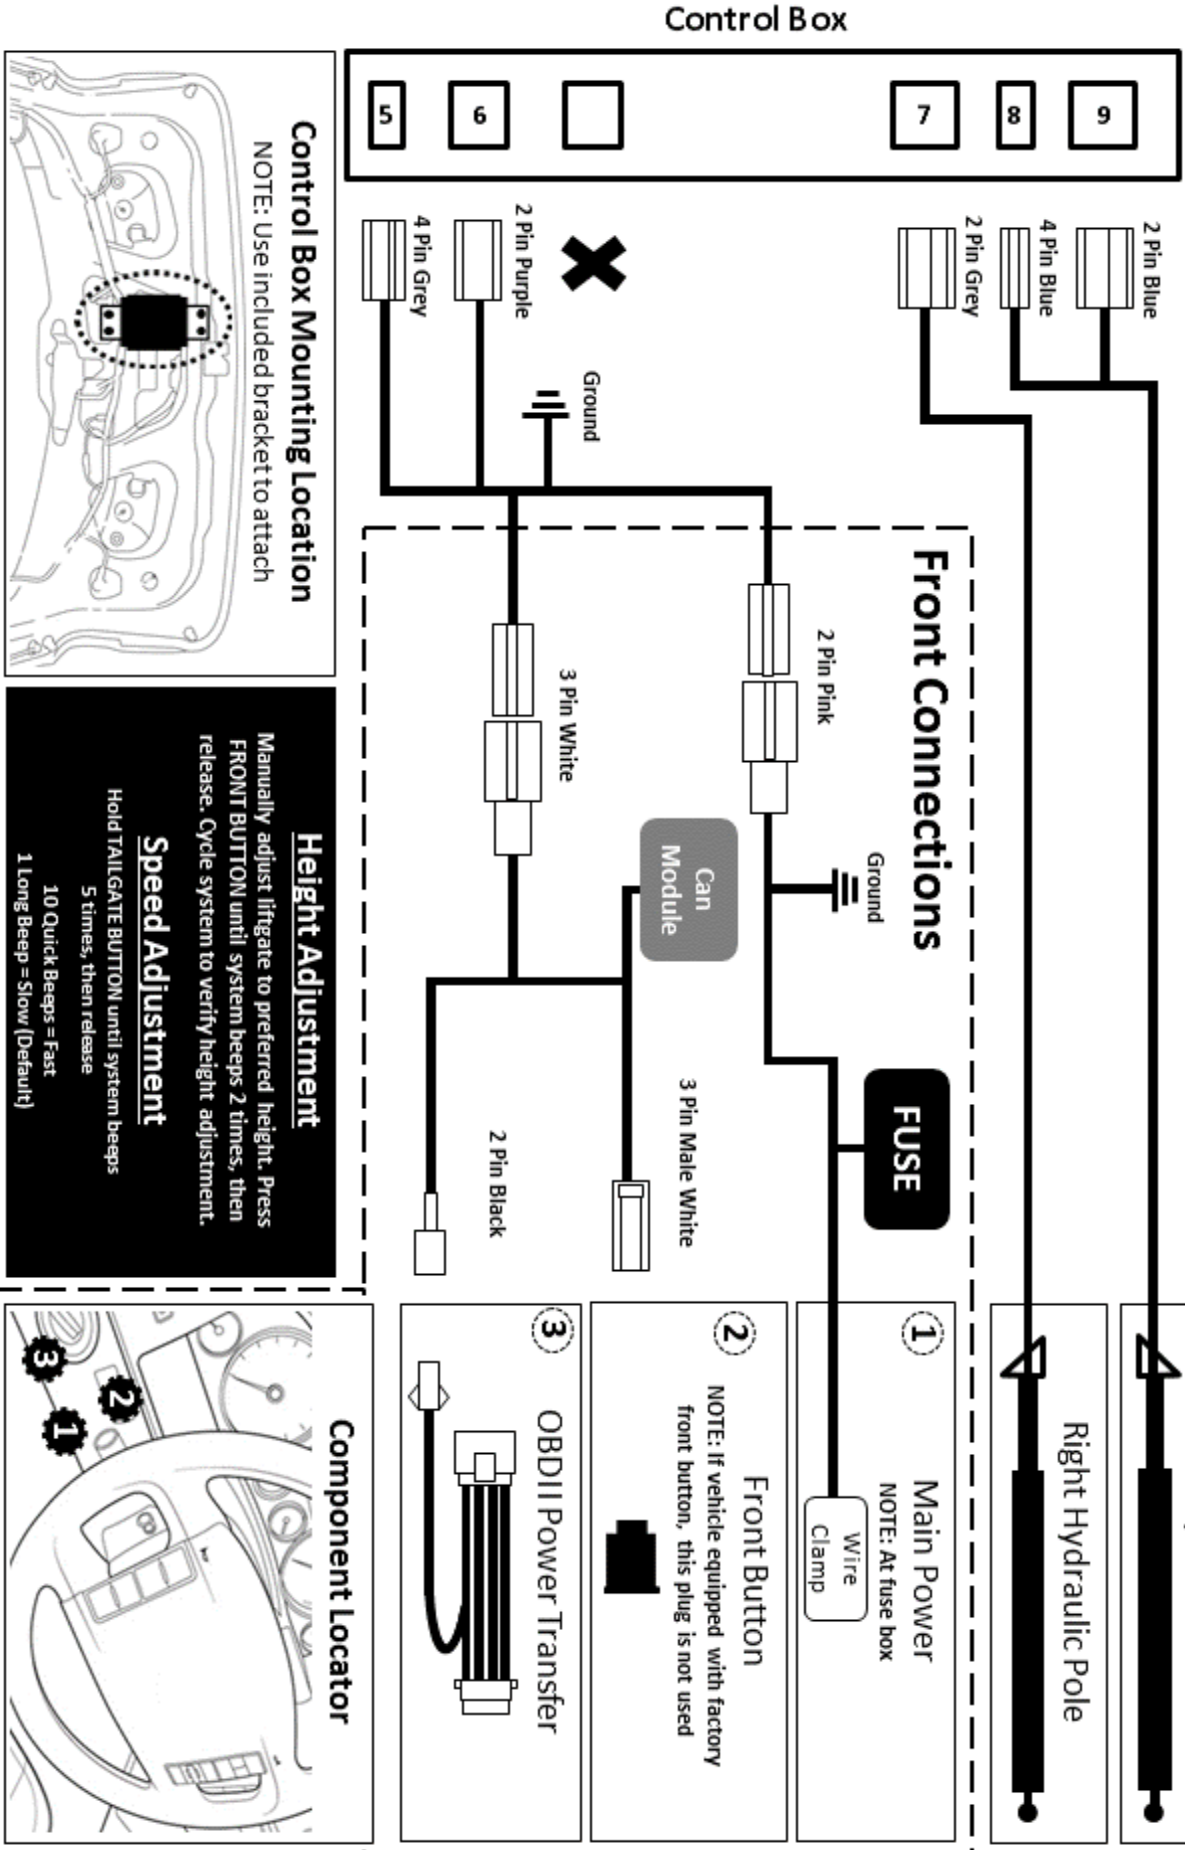 Control Box
5
6
7
8
9
2 Pin Blue
4 Pin Blue
2 Pin Grey
2 Pin Purple
4 Pin Grey
Ground
Front Connections
2 Pin Pink
3 Pin White
Ground
Can
Module
FUSE
3 Pin Male White
2 Pin Black
Right Hydraulic Pole
1
Main Power
NOTE: At fuse box
Wire
Clamp
2
Front Button
NOTE: If vehicle equipped with factory
front button, this plug is not used
3
OBDII Power Transfer
Control Box Mounting Location
NOTE: Use included bracket to attach
Height Adjustment
Manually adjust liftgate to preferred height. Press
FRONT BUTTON until system beeps 2 times, then
release. Cycle system to verify height adjustment.
Speed Adjustment
Hold TAILGATE BUTTON until system beeps
5 times, then release
10 Quick Beeps = Fast
1 Long Beep = Slow (Default)
Component Locator
3
2
1